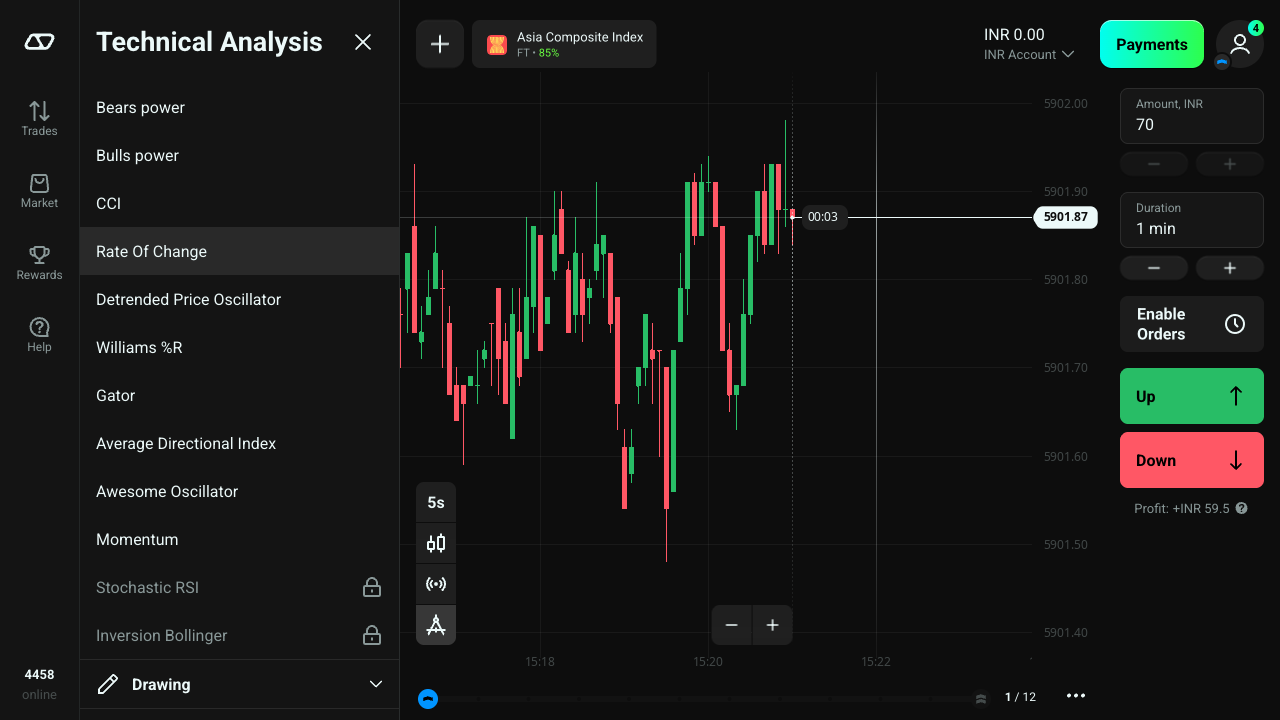 Technical Analysis
Trades
Market
Rewards
Help
4458
online
Bears power
Bulls power
CCI
Rate Of Change
Detrended Price Oscillator
Williams %R
Gator
Average Directional Index
Awesome Oscillator
Momentum
Stochastic RSI
Inversion Bollinger
Drawing
Asia Composite Index
FT • 85%
INR 0.00
INR Account
Payments
4
5902.00
5901.90
5901.87
5901.80
5901.70
5901.60
5901.50
5901.40
00:03
5s
15:18
15:20
15:22
1 / 12
Amount, INR
70
Duration
1 min
Enable
Orders
Up
Down
Profit: +INR 59.5